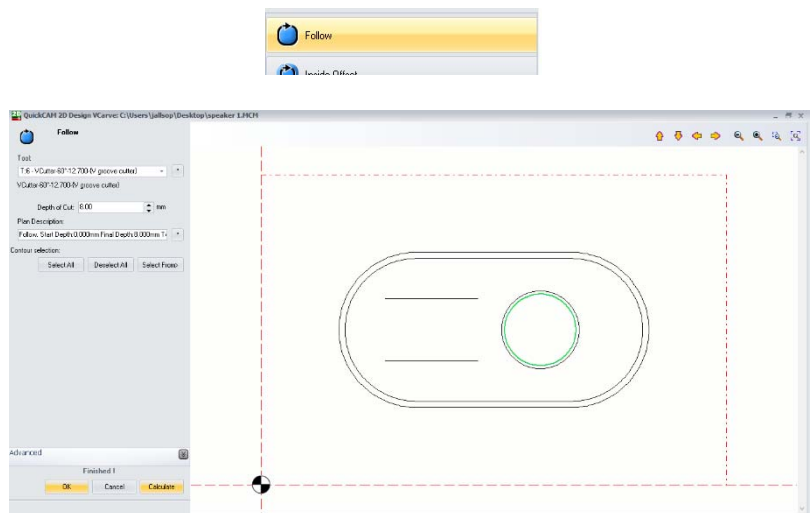 Follow
Inside Offset
QuickCAM 2D Design VCarve: C:\Users\jallsop\Desktop\speaker 1.MCM
Follow
Tool:
T:6 - VCutter-60°-12.700-(V groove cutter)
VCutter-60°-12.700-(V groove cutter)
Depth of Cut: 8.00 mm
Plan Description:
Follow. Start Depth:0.000mm Final Depth:8.000mm T
Contour selection:
Select All Deselect All Select From>
Advanced
Finished !
OK Cancel Calculate